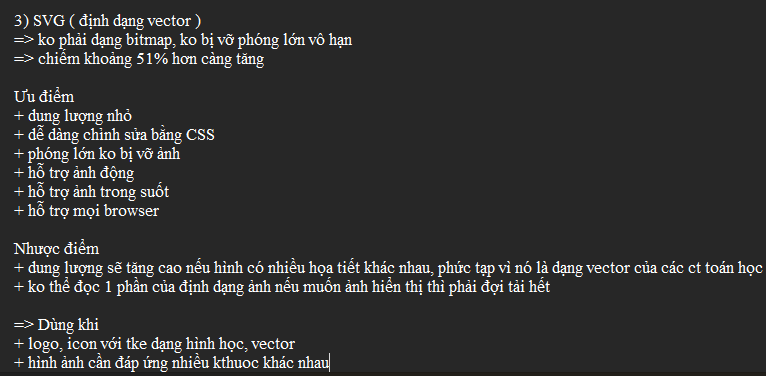 3) SVG ( định dạng vector )
=> ko phải dạng bitmap, ko bị vỡ phóng lớn vô hạn
=> chiếm khoảng 51% hơn càng tăng
Ưu điểm
+ dung lượng nhỏ
+ dễ dàng chỉnh sửa bằng CSS
+ phóng lớn ko bị vỡ ảnh
+ hỗ trợ ảnh động
+ hỗ trợ ảnh trong suốt
+ hỗ trợ mọi browser
Nhược điểm
+ dung lượng sẽ tăng cao nếu hình có nhiều họa tiết khác nhau, phức tạp vì nó là dạng vector của các ct toán học
+ ko thể đọc 1 phần của định dạng ảnh nếu muốn ảnh hiển thị thì phải đợi tải hết
=> Dùng khi
+ logo, icon với tke dạng hình học, vector
+ hình ảnh cần đáp ứng nhiều kthuoc khác nhau